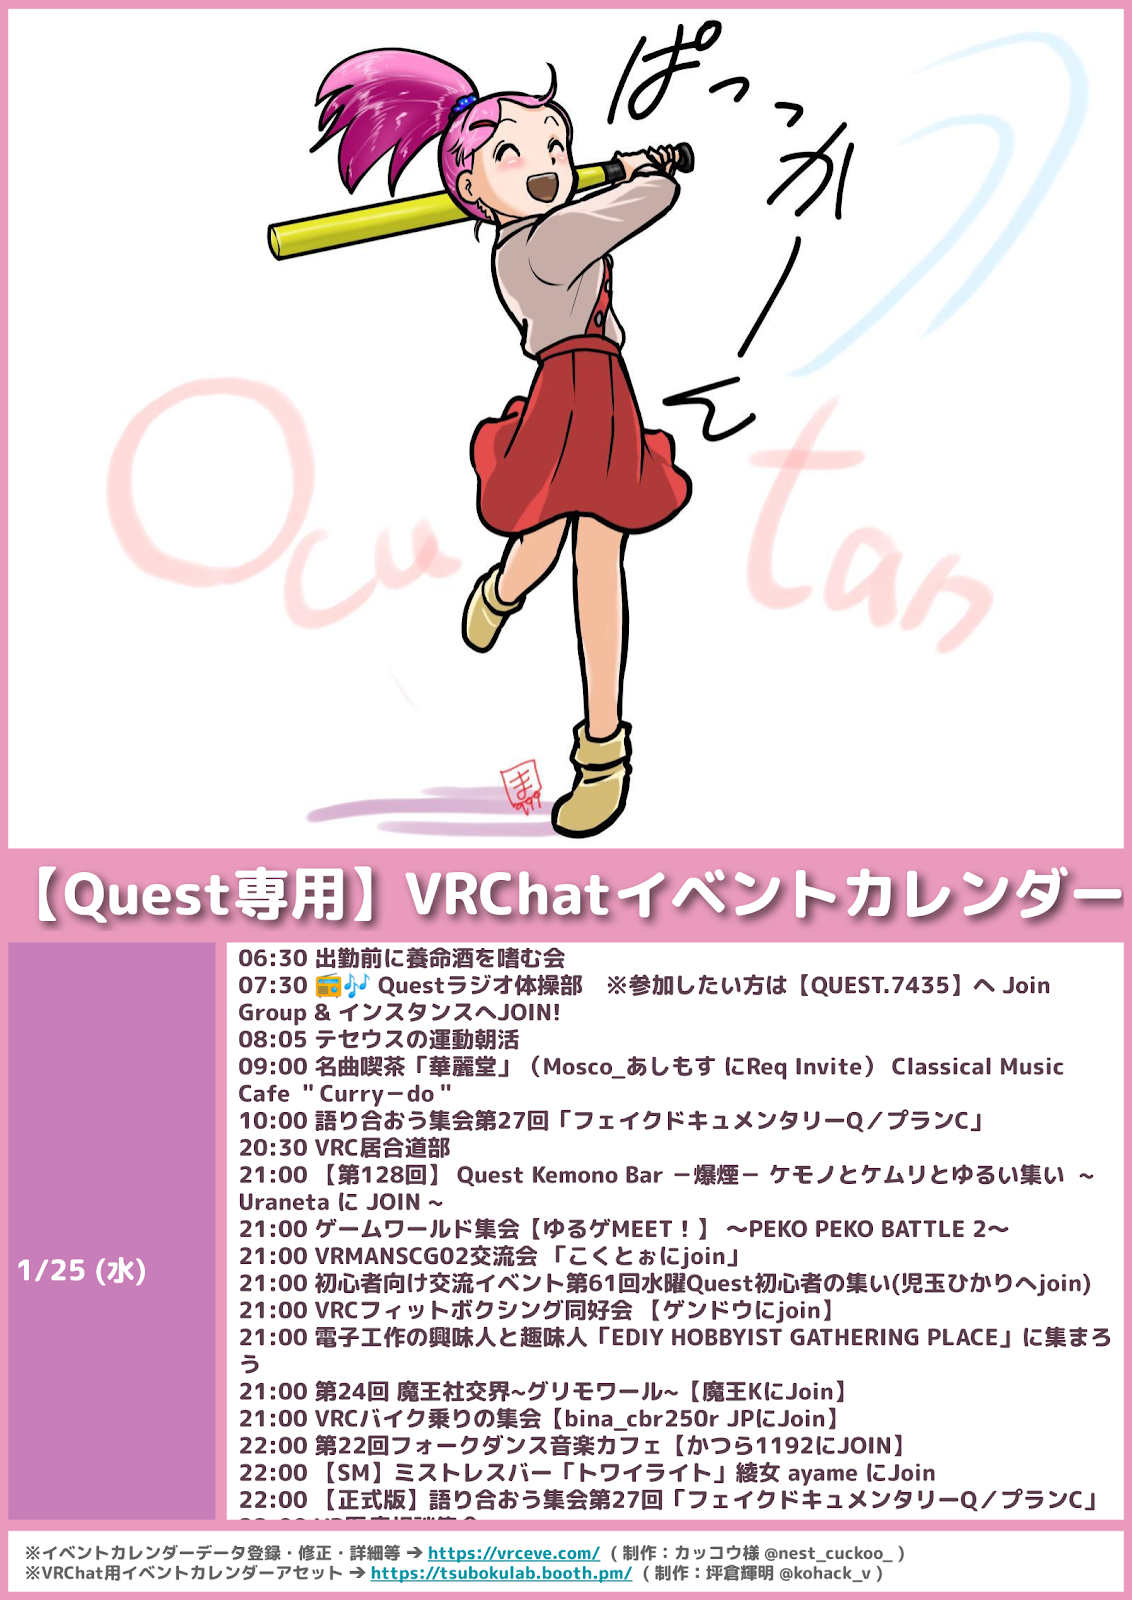 ぱっっかーん
Ocu tan
ま
999
【Quest専用】VRChatイベントカレンダー
1/25 (水)
06:30 出勤前に養命酒を嗜む会
07:30 📻🎶 Questラジオ体操部　※参加したい方は【QUEST.7435】へ Join
Group & インスタンスへJOIN!
08:05 テセウスの運動朝活
09:00 名曲喫茶「華麗堂」（Mosco_あしもす にReq Invite） Classical Music
Cafe ＂Curry－do＂
10:00 語り合おう集会第27回「フェイクドキュメンタリーQ／プランC」
20:30 VRC居合道部
21:00 【第128回】 Quest Kemono Bar －爆煙－ ケモノとケムリとゆるい集い ~
Uraneta に JOIN ~
21:00 ゲームワールド集会【ゆるゲMEET！】 ～PEKO PEKO BATTLE 2～
21:00 VRMANSCG02交流会 「こくとぉにjoin」
21:00 初心者向け交流イベント第61回水曜Quest初心者の集い(児玉ひかりへjoin)
21:00 VRCフィットボクシング同好会 【ゲンドウにjoin】
21:00 電子工作の興味人と趣味人「EDIY HOBBYIST GATHERING PLACE」に集まろ
う
21:00 第24回 魔王社交界~グリモワール~【魔王KにJoin】
21:00 VRCバイク乗りの集会【bina_cbr250r JPにJoin】
22:00 第22回フォークダンス音楽カフェ【かつら1192にJOIN】
22:00 【SM】ミストレスバー「トワイライト」綾女 ayame にJoin
22:00 【正式版】語り合おう集会第27回「フェイクドキュメンタリーQ／プランC」
※イベントカレンダーデータ登録・修正・詳細等 ➔ https://vrceve.com/ （ 制作：カッコウ様 @nest_cuckoo_ ）
※VRChat用イベントカレンダーアセット ➔ https://tsubokulab.booth.pm/ （ 制作：坪倉輝明 @kohack_v ）